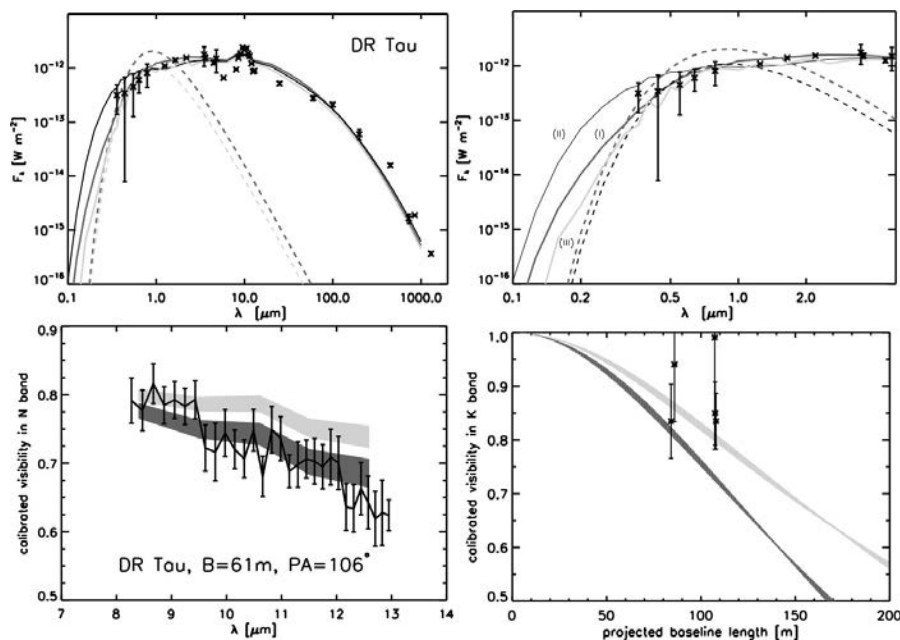 DR Tau
F_λ [W m⁻²]
10⁻¹²
10⁻¹³
10⁻¹⁴
10⁻¹⁵
10⁻¹⁶
0.1 1.0 10.0 100.0 1000.0
λ [μm]
F_λ [W m⁻²]
10⁻¹²
10⁻¹³
10⁻¹⁴
10⁻¹⁵
10⁻¹⁶
(II)
(I)
(III)
0.1 0.2 0.5 1.0 2.0
λ [μm]
calibrated visibility in N band
0.9
0.8
0.7
0.6
0.5
DR Tau, B=61m, PA=106°
7 8 9 10 11 12 13 14
λ [μm]
calibrated visibility in K band
1.0
0.9
0.8
0.7
0.6
0.5
0 50 100 150 200
projected baseline length [m]